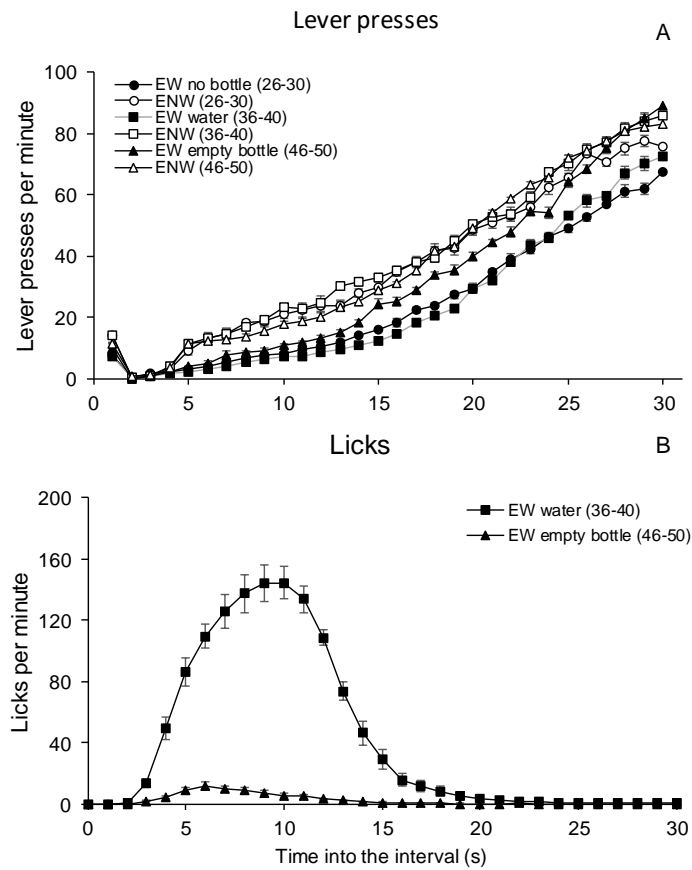 Lever presses
A
100
80
60
40
20
0
Lever presses per minute
EW no bottle (26-30)
ENW (26-30)
EW water (36-40)
ENW (36-40)
EW empty bottle (46-50)
ENW (46-50)
0 5 10 15 20 25 30
Licks
B
200
160
120
80
40
0
Licks per minute
EW water (36-40)
EW empty bottle (46-50)
0 5 10 15 20 25 30
Time into the interval (s)